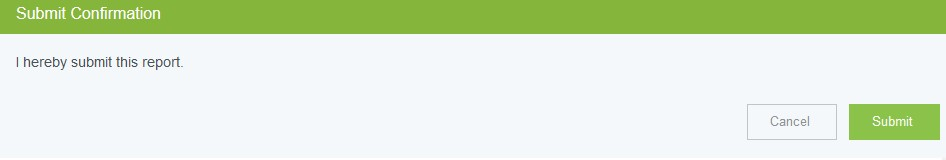 Submit Confirmation
I hereby submit this report.
Cancel
Submit